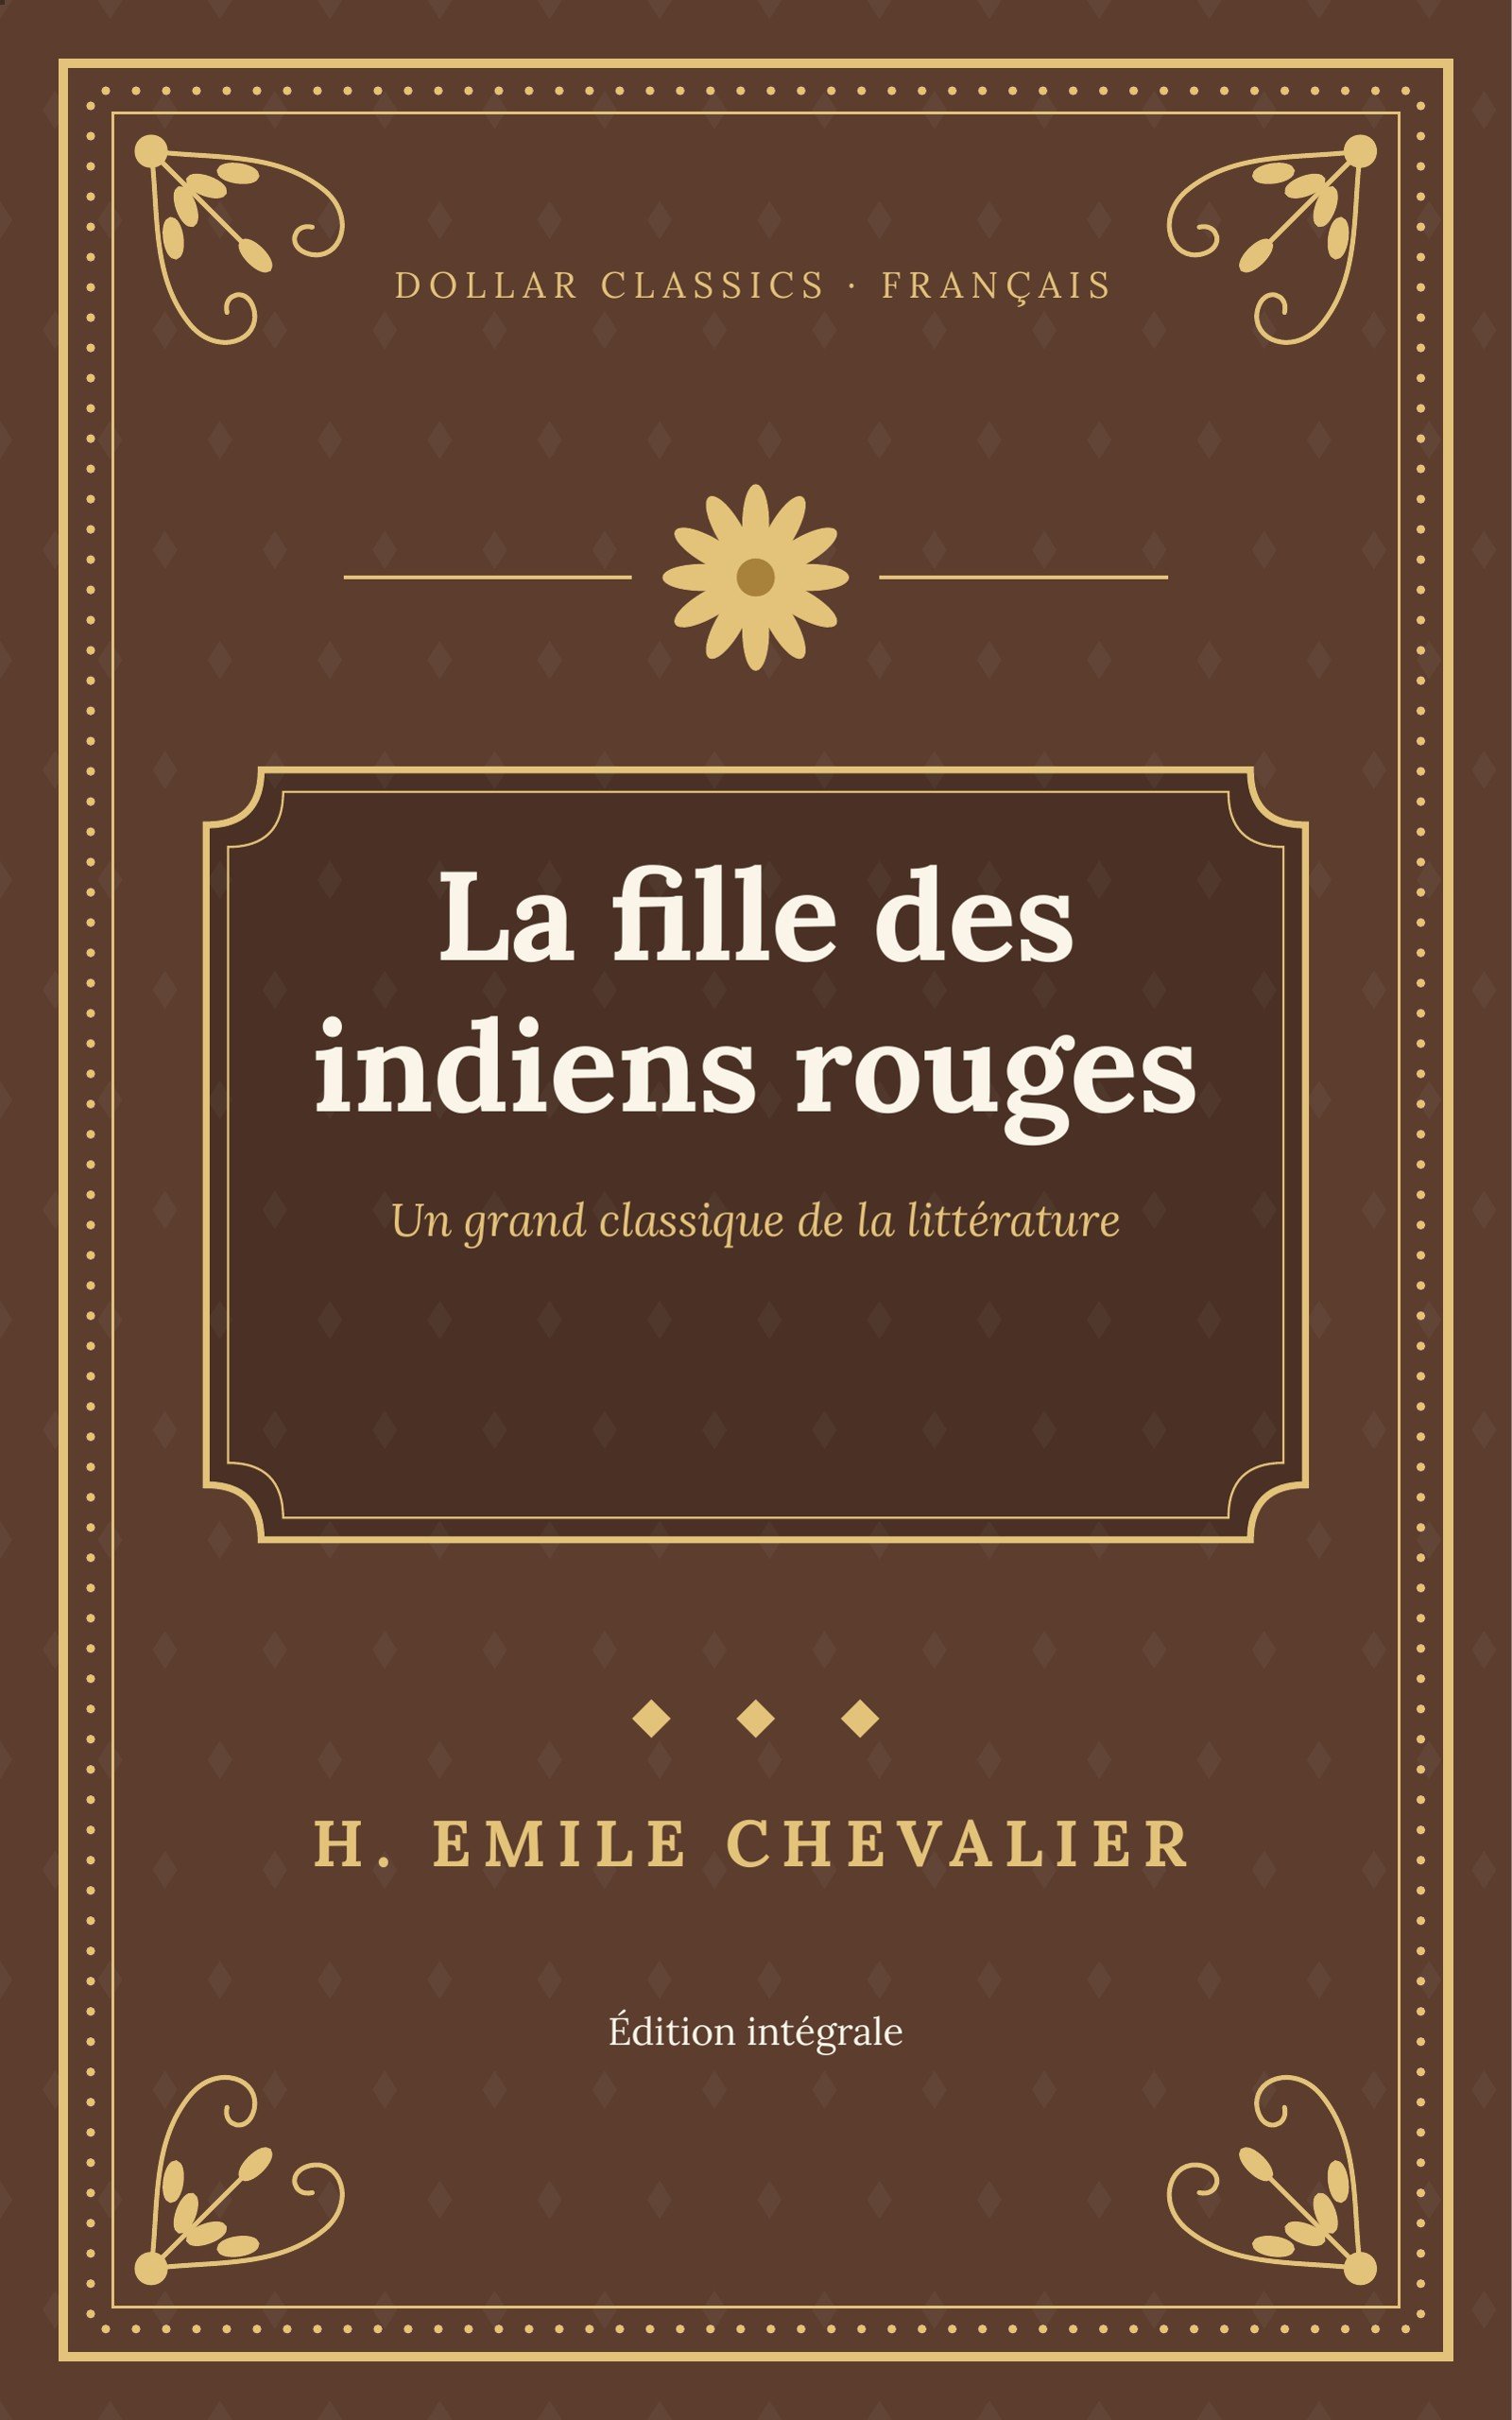 DOLLAR CLASSICS · FRANÇAIS
La fille des
indiens rouges
Un grand classique de la littérature
H. EMILE CHEVALIER
Édition intégrale